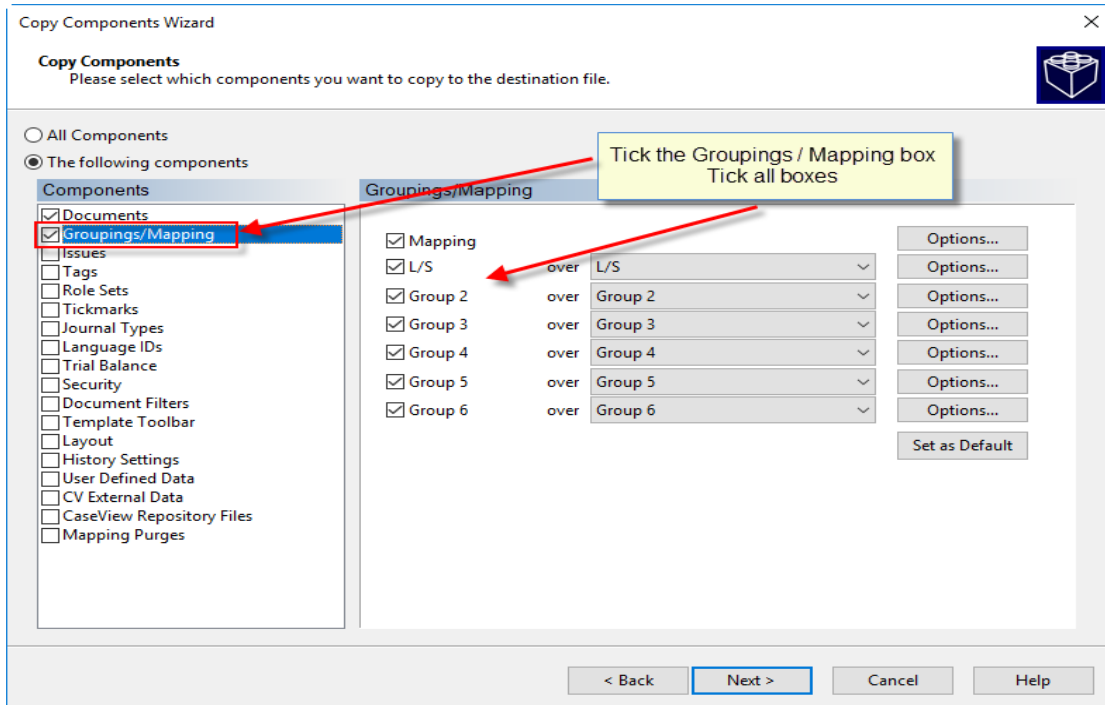 Copy Components Wizard
Copy Components
Please select which components you want to copy to the destination file.
All Components
The following components
Tick the Groupings / Mapping box
Tick all boxes
Components
Documents
Groupings/Mapping
Issues
Tags
Role Sets
Tickmarks
Journal Types
Language IDs
Trial Balance
Security
Document Filters
Template Toolbar
Layout
History Settings
User Defined Data
CV External Data
CaseView Repository Files
Mapping Purges
Groupings/Mapping
Mapping Options...
L/S over L/S Options...
Group 2 over Group 2 Options...
Group 3 over Group 3 Options...
Group 4 over Group 4 Options...
Group 5 over Group 5 Options...
Group 6 over Group 6 Options...
Set as Default
< Back Next > Cancel Help